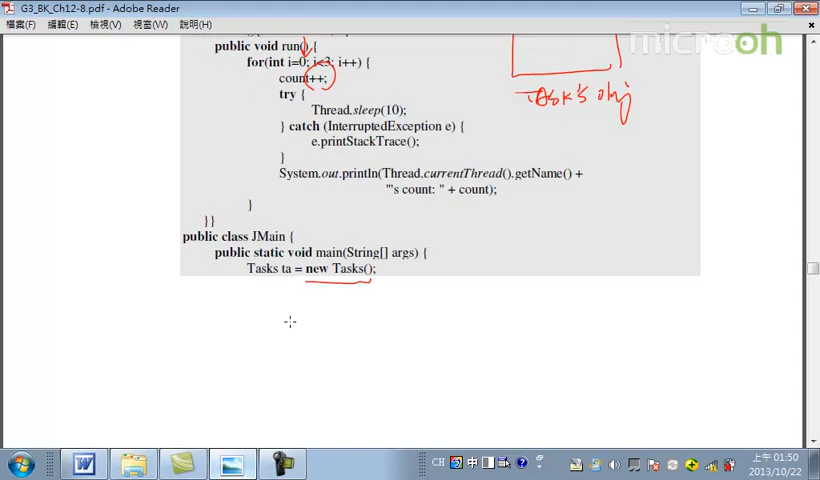 G3_BK_Ch12-8.pdf - Adobe Reader
檔案(F) 編輯(E) 檢視(V) 視窗(W) 說明(H)
microoh
public void run() {
for(int i=0; i<3; i++) {
count++;
try {
Thread.sleep(10);
} catch (InterruptedException e) {
e.printStackTrace();
}
System.out.println(Thread.currentThread().getName() +
"'s count: " + count);
}
}}
public class JMain {
public static void main(String[] args) {
Tasks ta = new Tasks();
TASK'S obj
CH 中
上午 01:50
2013/10/22